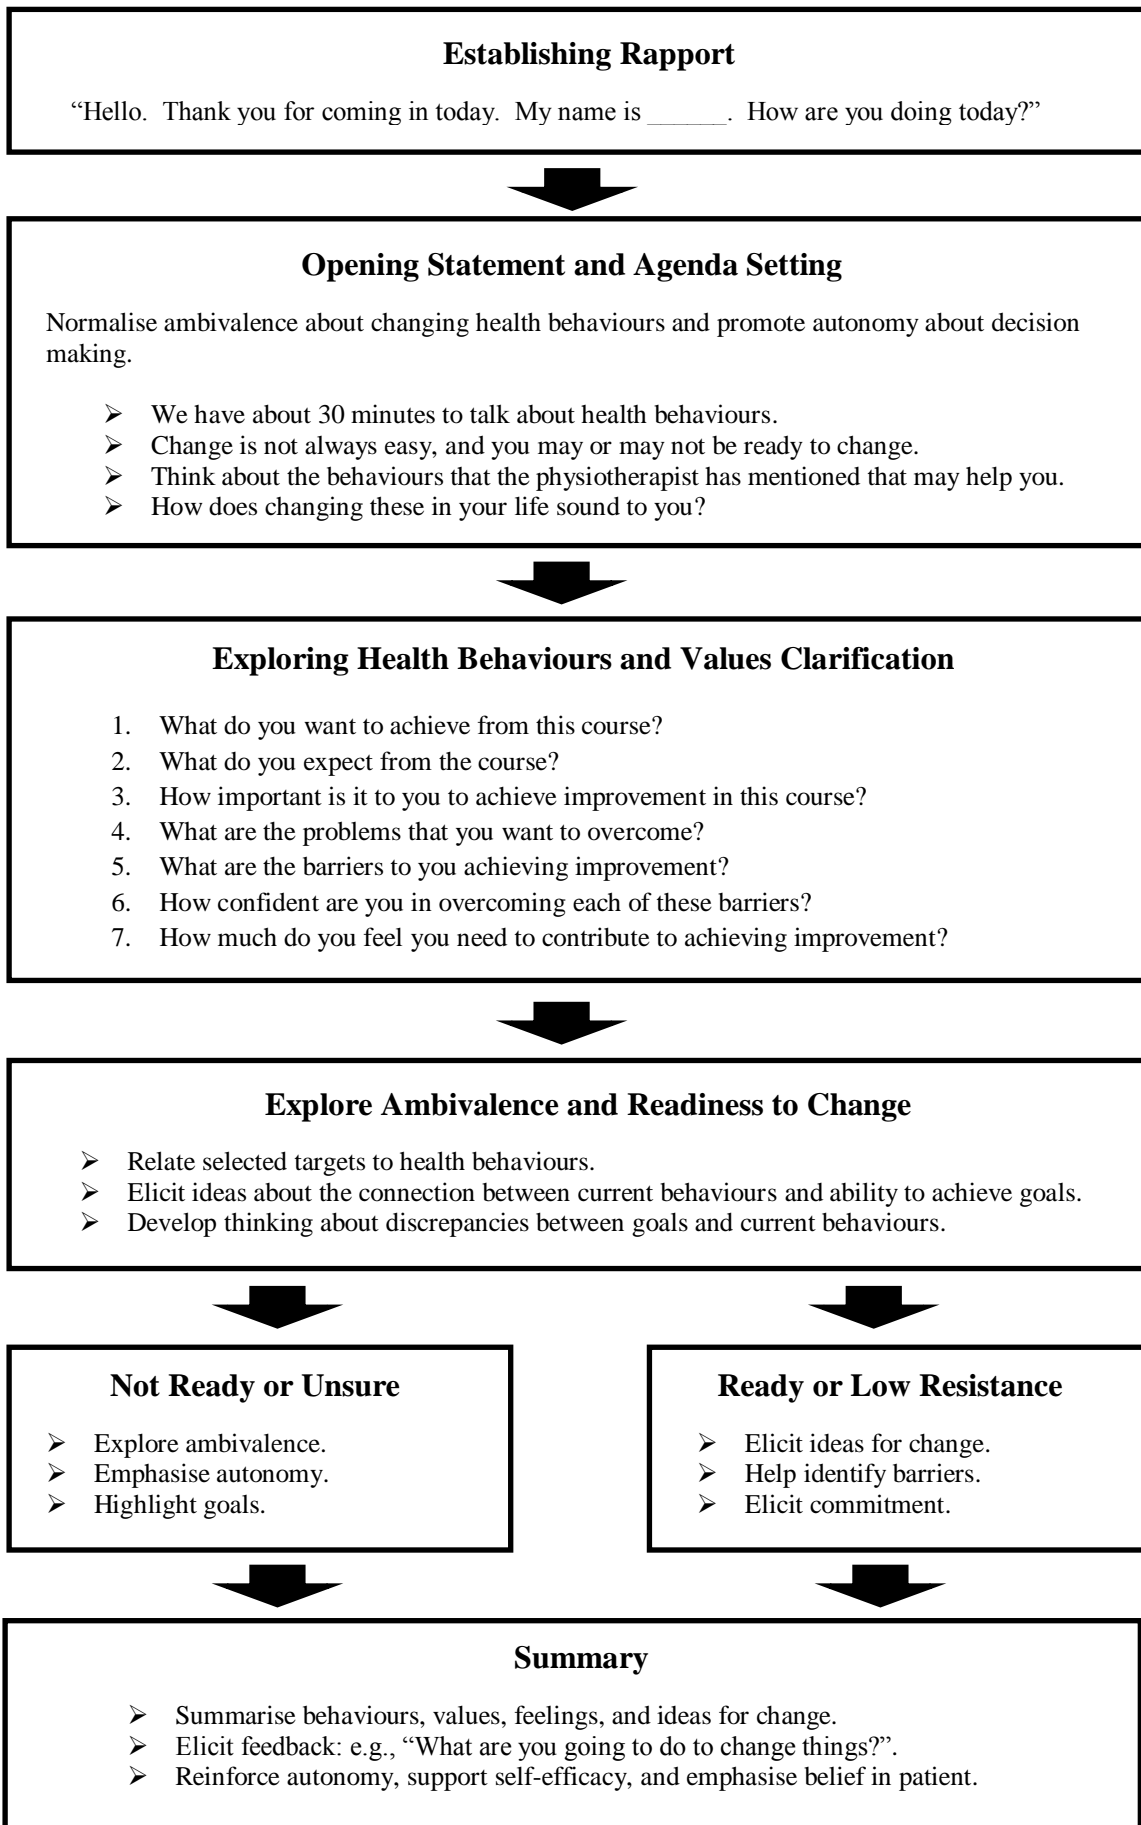 Establishing Rapport
“Hello.  Thank you for coming in today.  My name is ______.  How are you doing today?”
Opening Statement and Agenda Setting
Normalise ambivalence about changing health behaviours and promote autonomy about decision
making.
➢ We have about 30 minutes to talk about health behaviours.
➢ Change is not always easy, and you may or may not be ready to change.
➢ Think about the behaviours that the physiotherapist has mentioned that may help you.
➢ How does changing these in your life sound to you?
Exploring Health Behaviours and Values Clarification
1. What do you want to achieve from this course?
2. What do you expect from the course?
3. How important is it to you to achieve improvement in this course?
4. What are the problems that you want to overcome?
5. What are the barriers to you achieving improvement?
6. How confident are you in overcoming each of these barriers?
7. How much do you feel you need to contribute to achieving improvement?
Explore Ambivalence and Readiness to Change
➢ Relate selected targets to health behaviours.
➢ Elicit ideas about the connection between current behaviours and ability to achieve goals.
➢ Develop thinking about discrepancies between goals and current behaviours.
Not Ready or Unsure
➢ Explore ambivalence.
➢ Emphasise autonomy.
➢ Highlight goals.
Ready or Low Resistance
➢ Elicit ideas for change.
➢ Help identify barriers.
➢ Elicit commitment.
Summary
➢ Summarise behaviours, values, feelings, and ideas for change.
➢ Elicit feedback: e.g., “What are you going to do to change things?”.
➢ Reinforce autonomy, support self-efficacy, and emphasise belief in patient.